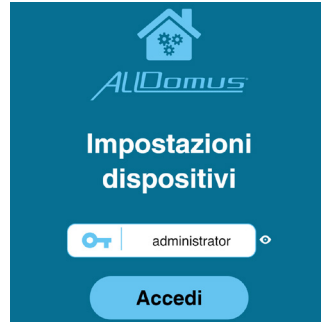 ALLDomus
Impostazioni
dispositivi
administrator
Accedi